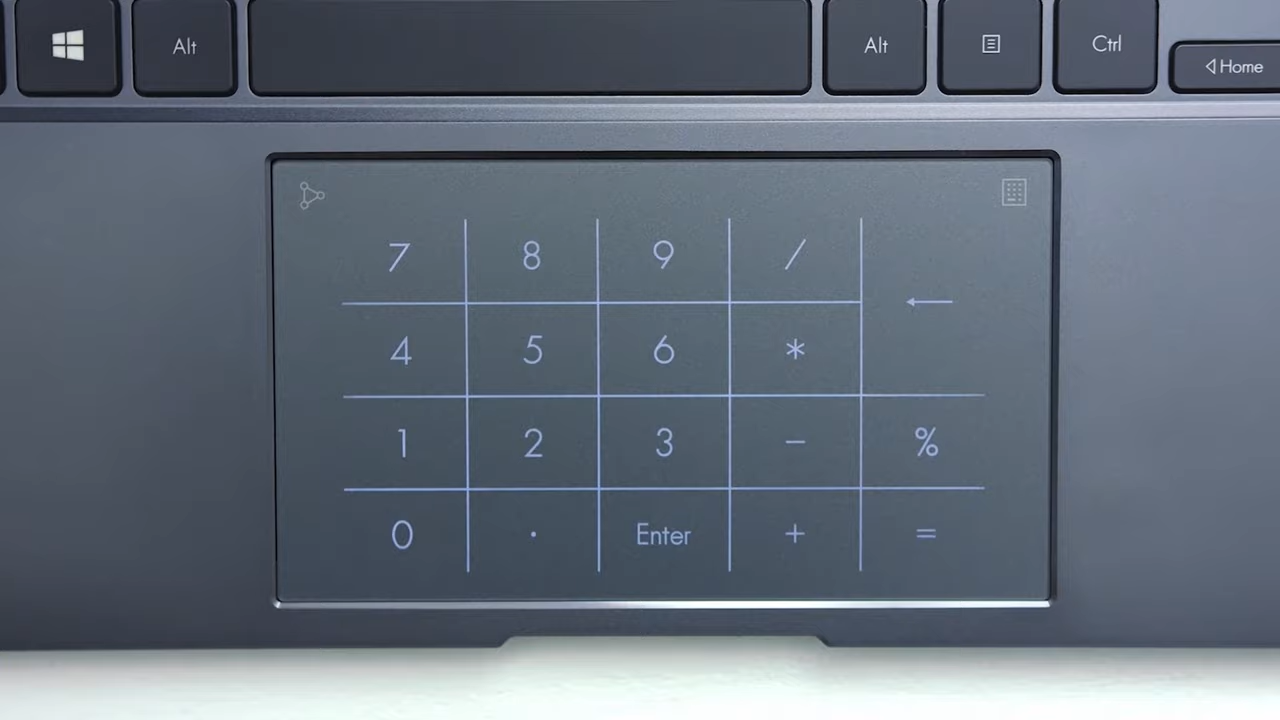 Alt Alt Ctrl
◁ Home
7 8 9 /
←
4 5 6 *
1 2 3 − %
0 . Enter + =